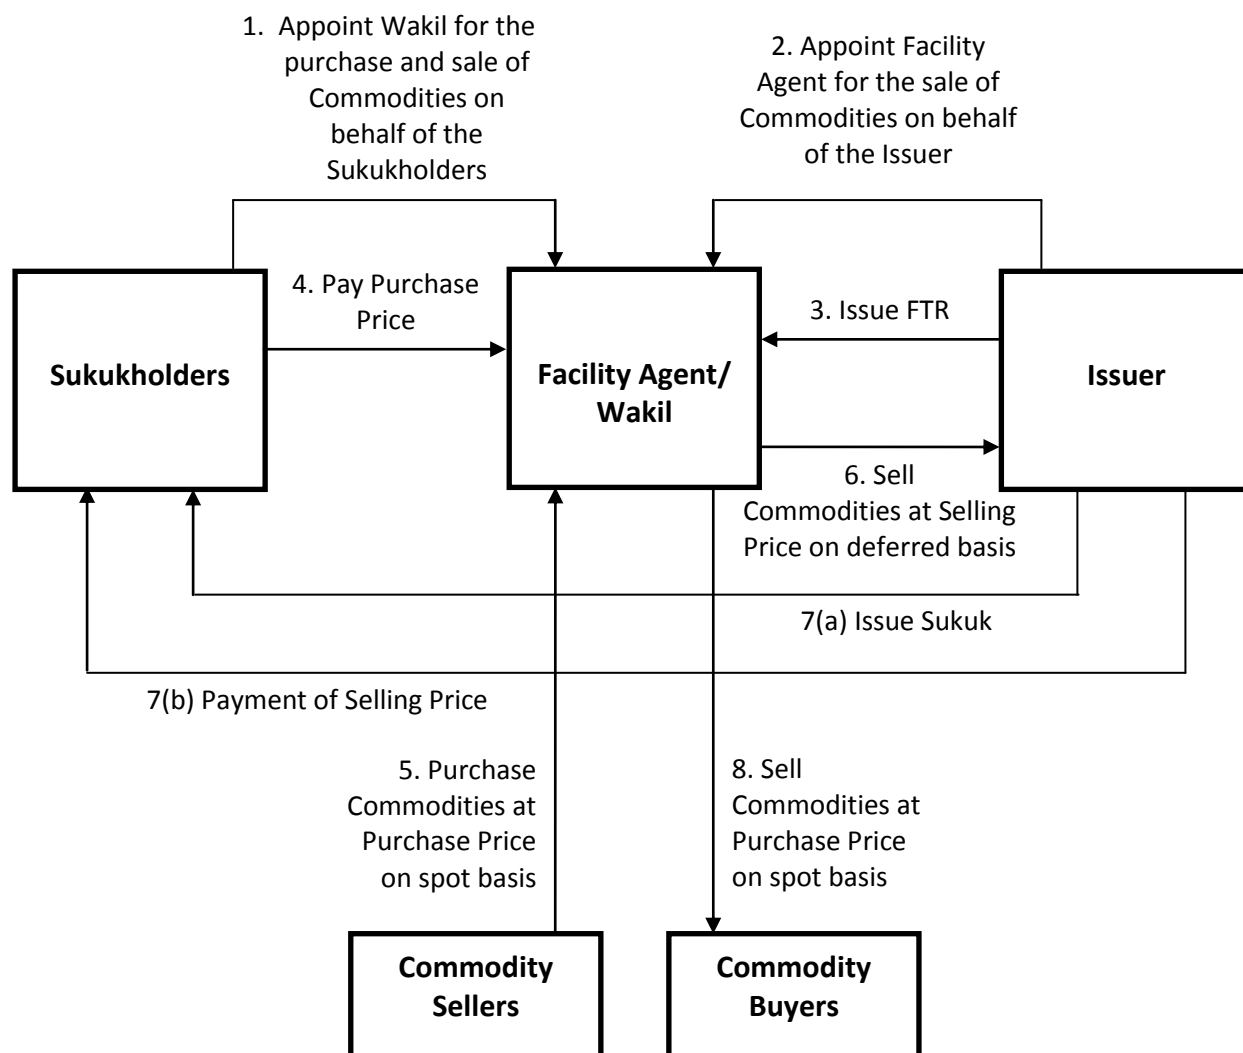 1. Appoint Wakil for the
purchase and sale of
Commodities on
behalf of the
Sukukholders
2. Appoint Facility
Agent for the sale of
Commodities on behalf
of the Issuer
4. Pay Purchase
Price
3. Issue FTR
Sukukholders
Facility Agent/
Wakil
Issuer
6. Sell
Commodities at Selling
Price on deferred basis
7(a) Issue Sukuk
7(b) Payment of Selling Price
5. Purchase
Commodities at
Purchase Price
on spot basis
8. Sell
Commodities at
Purchase Price
on spot basis
Commodity
Sellers
Commodity
Buyers